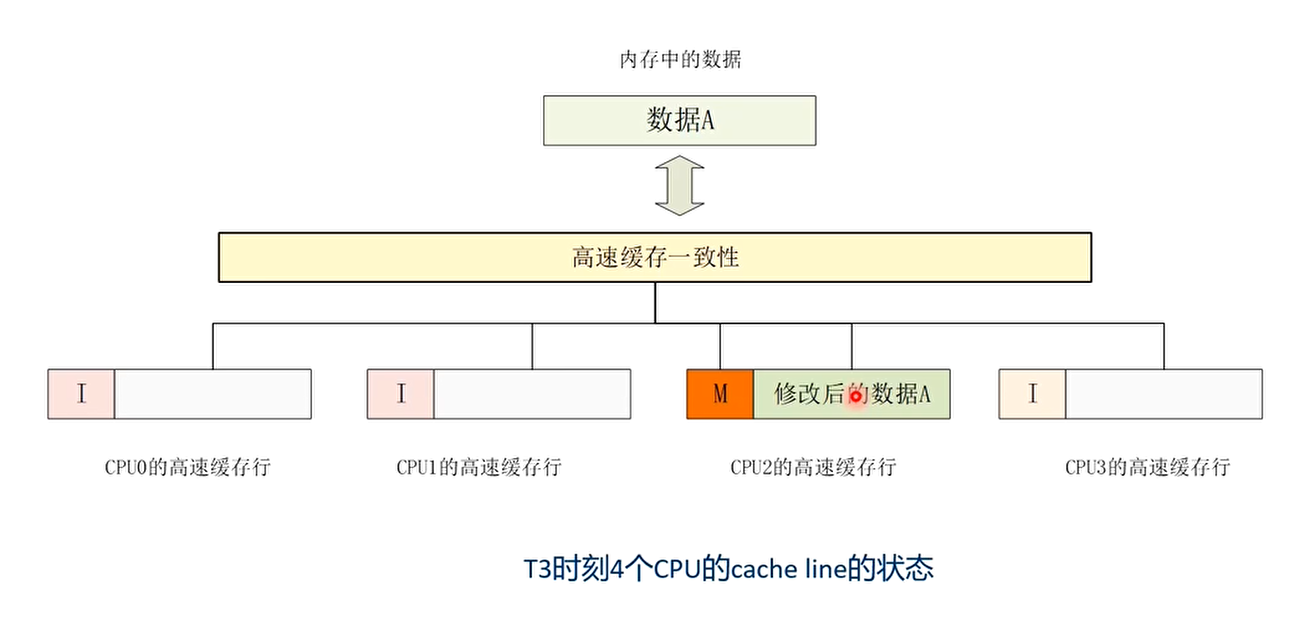 内存中的数据
数据A
高速缓存一致性
I
I
M
修改后的数据A
I
CPU0的高速缓存行
CPU1的高速缓存行
CPU2的高速缓存行
CPU3的高速缓存行
T3时刻4个CPU的cache line的状态